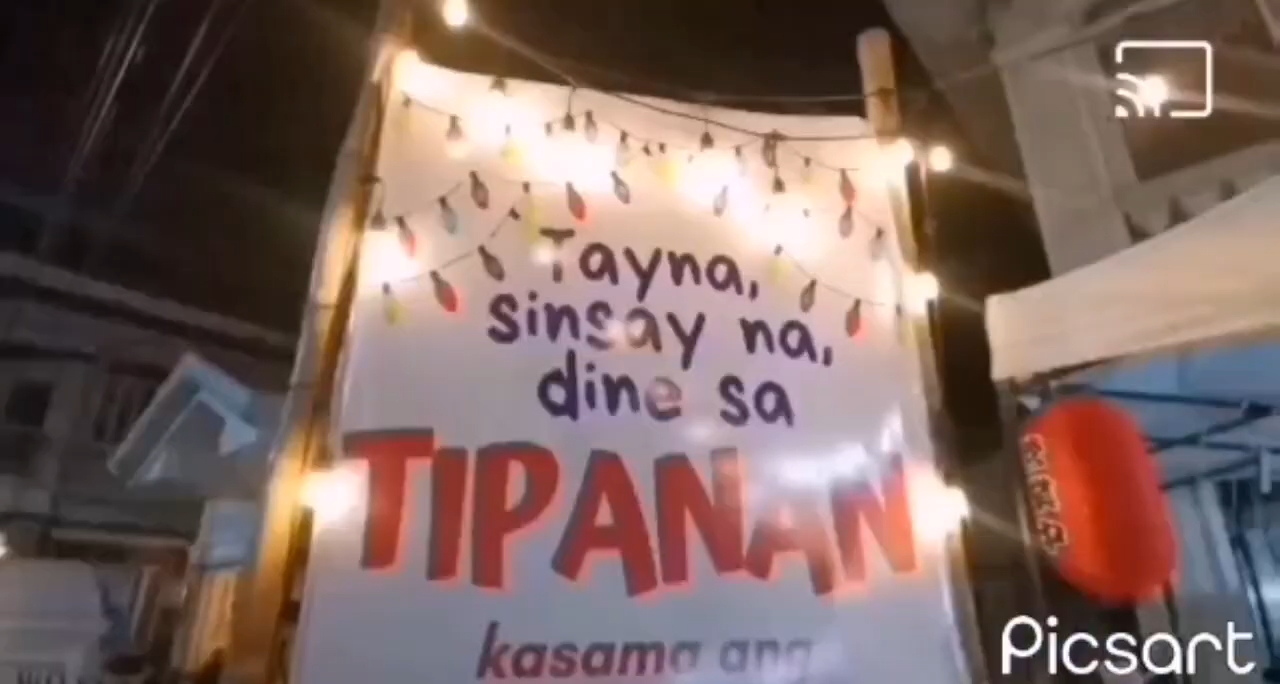 Tayna,
sinsay na,
dine sa
TIPANAN
kasama ang
Picsart